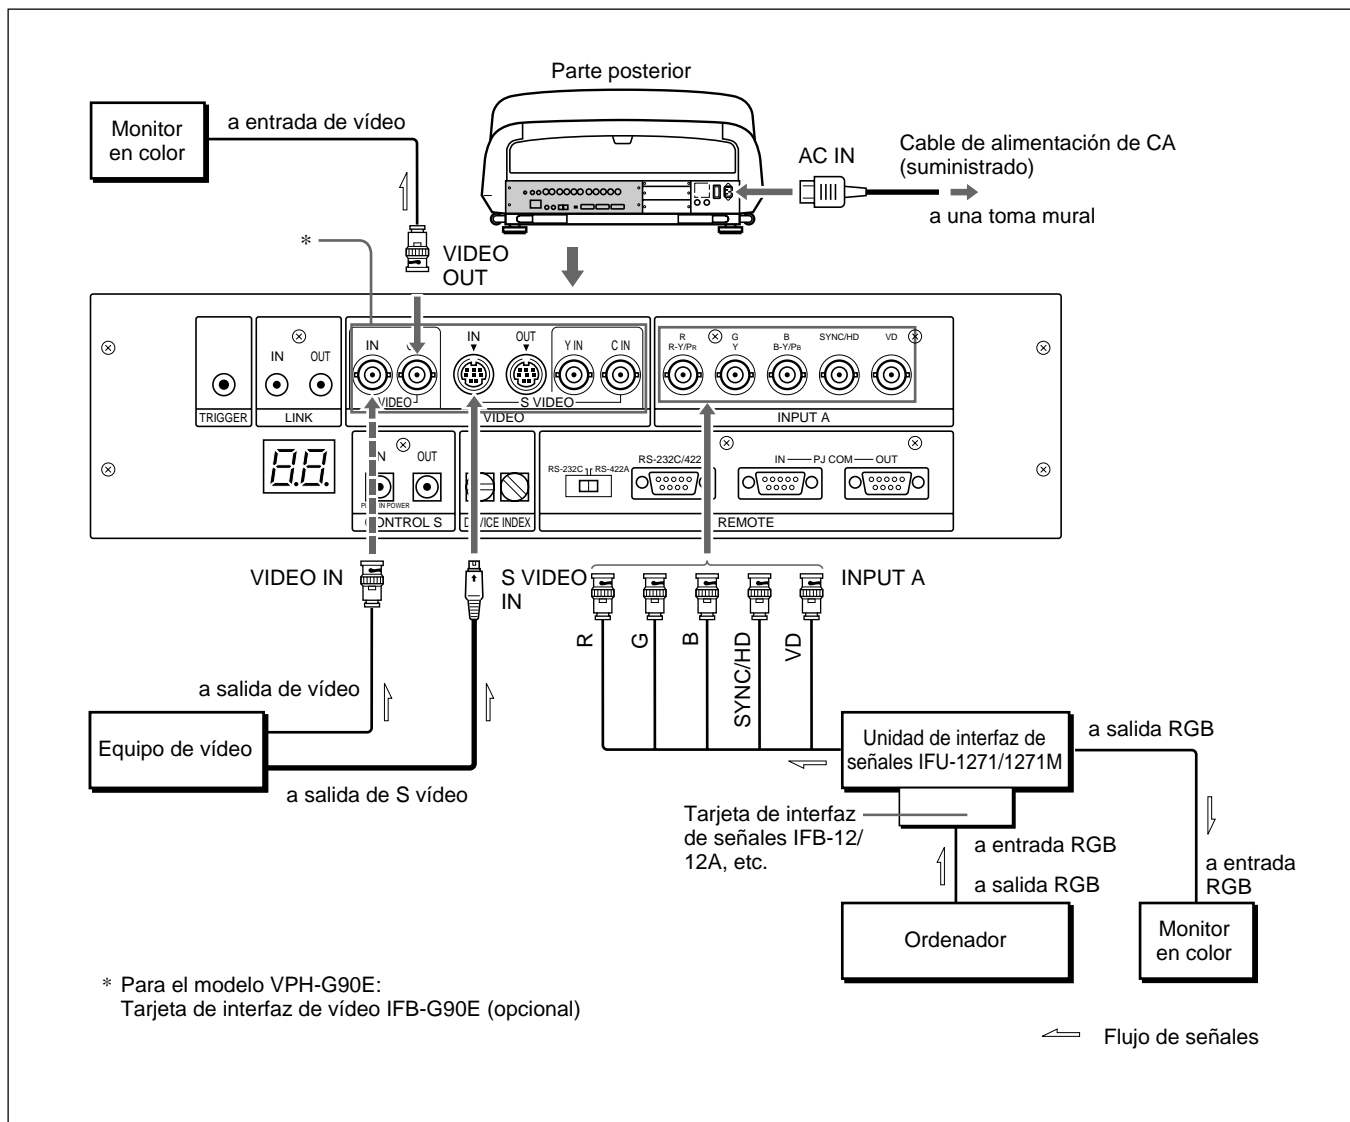 Parte posterior
Monitor
en color
a entrada de vídeo
AC IN
Cable de alimentación de CA
(suministrado)
a una toma mural
*
VIDEO
OUT
IN
IN
OUT
Y IN
C IN
R
R-Y/PR
G
Y
B
B-Y/PB
SYNC/HD
VD
IN
OUT
VIDEO
S VIDEO
TRIGGER
LINK
VIDEO
INPUT A
88
OUT
RS-232C
RS-422A
RS-232C/422
IN
PJ COM
OUT
IN POWER
CONTROL S
INDEX
REMOTE
VIDEO IN
S VIDEO
IN
INPUT A
R
G
B
SYNC/HD
VD
a salida de vídeo
Equipo de vídeo
a salida de S vídeo
Unidad de interfaz de
señales IFU-1271/1271M
a salida RGB
Tarjeta de interfaz
de señales IFB-12/
12A, etc.
a entrada RGB
a salida RGB
a entrada
RGB
Ordenador
Monitor
en color
* Para el modelo VPH-G90E:
Tarjeta de interfaz de vídeo IFB-G90E (opcional)
Flujo de señales